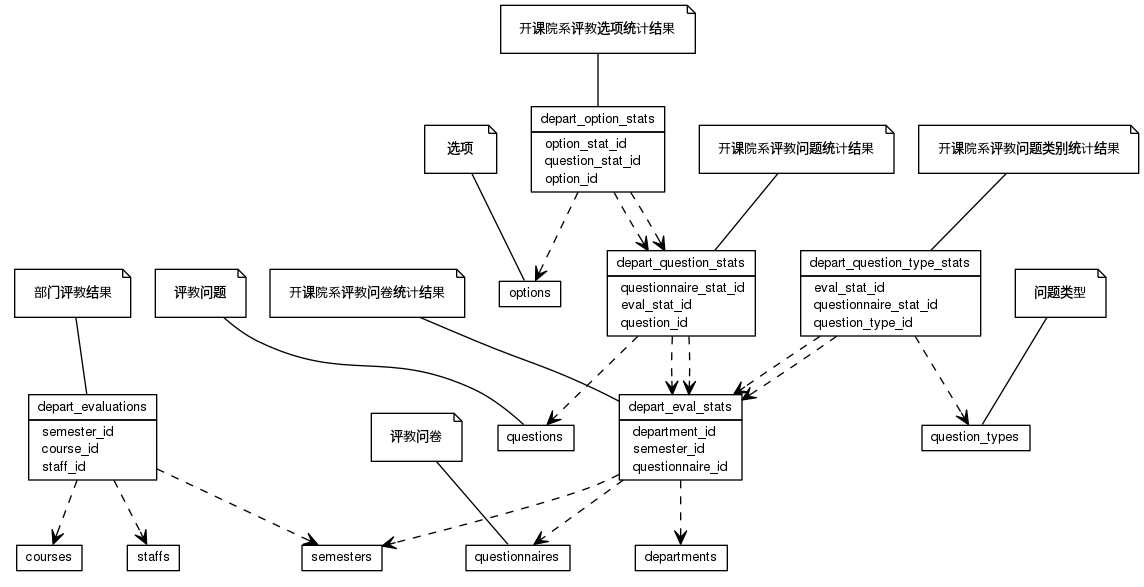 开课院系评教选项统计结果
depart_option_stats
option_stat_id
question_stat_id
option_id
选项
开课院系评教问题统计结果
开课院系评教问题类别统计结果
depart_question_stats
questionnaire_stat_id
eval_stat_id
question_id
depart_question_type_stats
eval_stat_id
questionnaire_stat_id
question_type_id
部门评教结果
评教问题
开课院系评教问卷统计结果
options
问题类型
depart_evaluations
semester_id
course_id
staff_id
评教问卷
questions
depart_eval_stats
department_id
semester_id
questionnaire_id
question_types
courses
staffs
semesters
questionnaires
departments